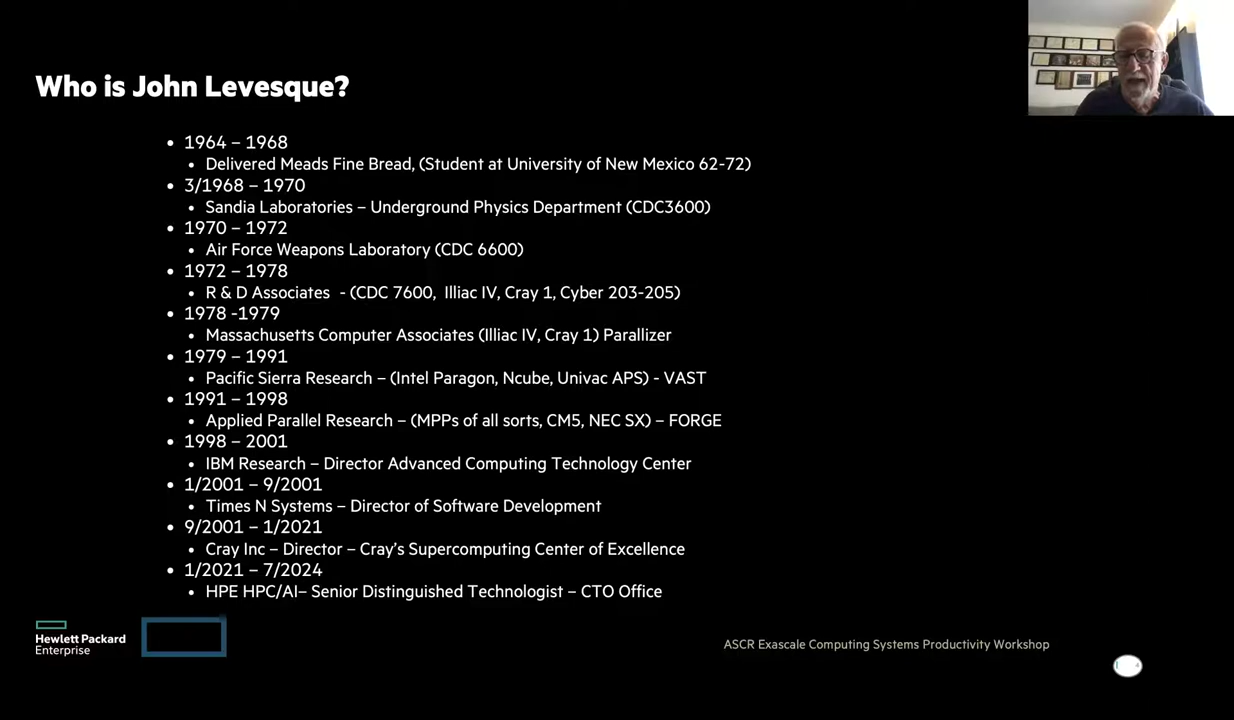 Who is John Levesque?
1964 – 1968
Delivered Meads Fine Bread, (Student at University of New Mexico 62-72)
3/1968 – 1970
Sandia Laboratories – Underground Physics Department (CDC3600)
1970 – 1972
Air Force Weapons Laboratory (CDC 6600)
1972 – 1978
R & D Associates - (CDC 7600, Illiac IV, Cray 1, Cyber 203-205)
1978 -1979
Massachusetts Computer Associates (Illiac IV, Cray 1) Parallizer
1979 – 1991
Pacific Sierra Research – (Intel Paragon, Ncube, Univac APS) - VAST
1991 – 1998
Applied Parallel Research – (MPPs of all sorts, CM5, NEC SX) – FORGE
1998 – 2001
IBM Research – Director Advanced Computing Technology Center
1/2001 – 9/2001
Times N Systems – Director of Software Development
9/2001 – 1/2021
Cray Inc – Director – Cray's Supercomputing Center of Excellence
1/2021 – 7/2024
HPE HPC/AI– Senior Distinguished Technologist – CTO Office
Hewlett Packard
Enterprise
ASCR Exascale Computing Systems Productivity Workshop